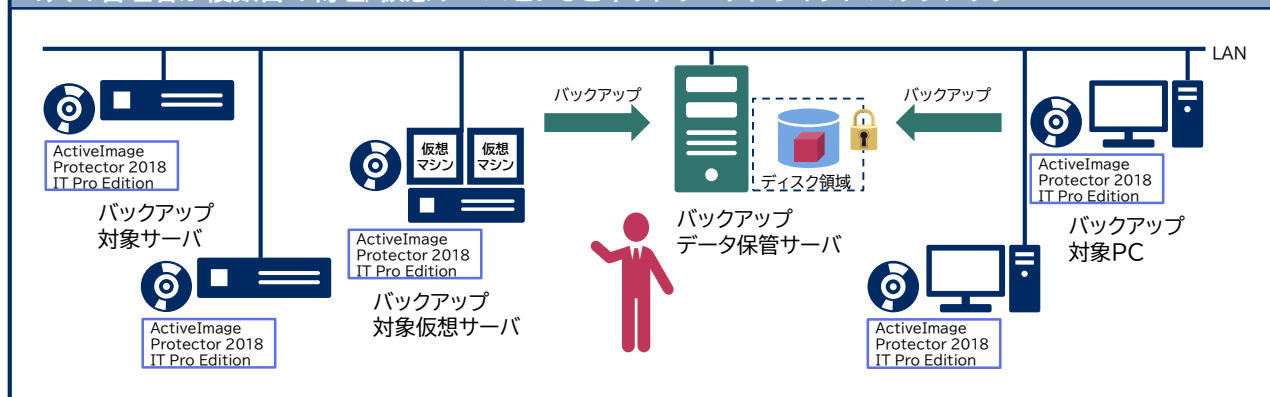 LAN
バックアップ
バックアップ
仮想
マシン
仮想
マシン
ディスク領域
ActiveImage
Protector 2018
IT Pro Edition
バックアップ
対象サーバ
ActiveImage
Protector 2018
IT Pro Edition
ActiveImage
Protector 2018
IT Pro Edition
バックアップ
対象仮想サーバ
バックアップ
データ保管サーバ
ActiveImage
Protector 2018
IT Pro Edition
バックアップ
対象PC
ActiveImage
Protector 2018
IT Pro Edition